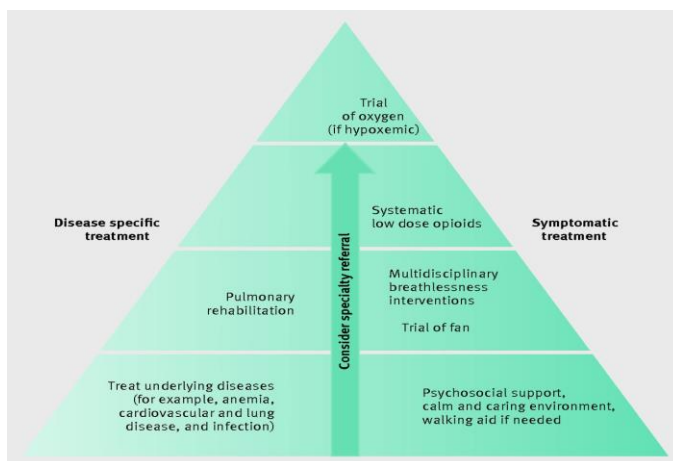 Trial
of oxygen
(if hypoxemic)
Disease specific
treatment
Systematic
low dose opioids
Symptomatic
treatment
Pulmonary
rehabilitation
Multidisciplinary
breathlessness
interventions
Trial of fan
Consider specialty referral
Treat underlying diseases
(for example, anemia,
cardiovascular and lung
disease, and infection)
Psychosocial support,
calm and caring environment,
walking aid if needed